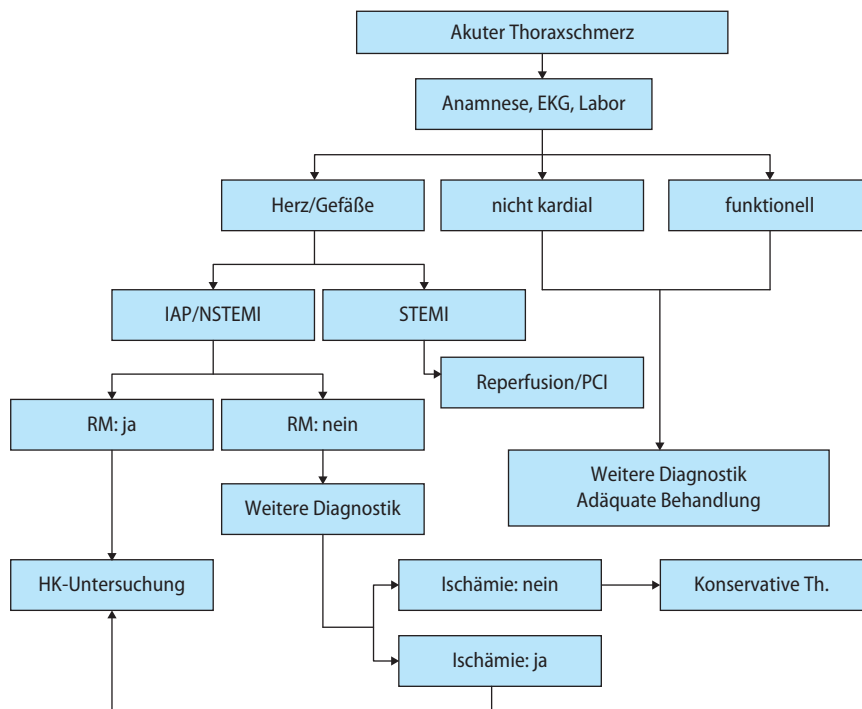 Akuter Thoraxschmerz
Anamnese, EKG, Labor
Herz/Gefäße
nicht kardial
funktionell
IAP/NSTEMI
STEMI
Reperfusion/PCI
RM: ja
RM: nein
Weitere Diagnostik
Adäquate Behandlung
Weitere Diagnostik
HK-Untersuchung
Ischämie: nein
Konservative Th.
Ischämie: ja